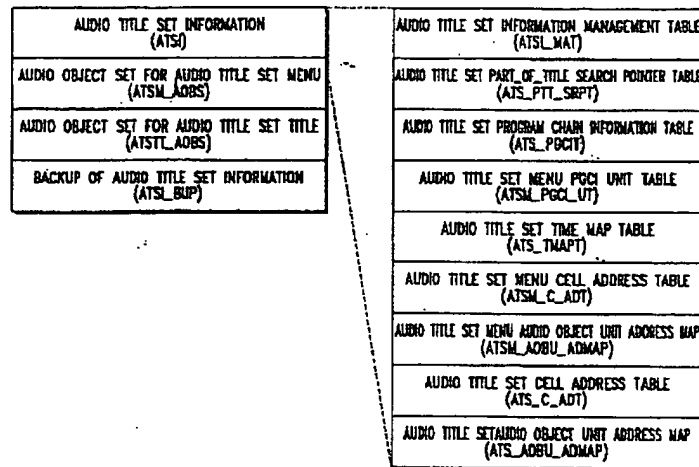 AUDIO TITLE SET INFORMATION
(ATSI)
AUDIO OBJECT SET FOR AUDIO TITLE SET MENU
(ATSM_AOBS)
AUDIO OBJECT SET FOR AUDIO TITLE SET TITLE
(ATSTT_AOBS)
BACKUP OF AUDIO TITLE SET INFORMATION
(ATSI_BUP)
AUDIO TITLE SET INFORMATION MANAGEMENT TABLE
(ATSI_MAT)
AUDIO TITLE SET PART_OF_TITLE SEARCH POINTER TABLE
(ATS_PTT_SRPT)
AUDIO TITLE SET PROGRAM CHAIN INFORMATION TABLE
(ATS_PGCIT)
AUDIO TITLE SET MENU PGCI UNIT TABLE
(ATSM_PGCI_UT)
AUDIO TITLE SET TIME MAP TABLE
(ATS_TMAPT)
AUDIO TITLE SET MENU CELL ADDRESS TABLE
(ATSM_C_ADT)
AUDIO TITLE SET MENU AUDIO OBJECT UNIT ADDRESS MAP
(ATSM_AOBU_ADMAP)
AUDIO TITLE SET CELL ADDRESS TABLE
(ATS_C_ADT)
AUDIO TITLE SETAUDIO OBJECT UNIT ADDRESS MAP
(ATS_AOBU_ADMAP)